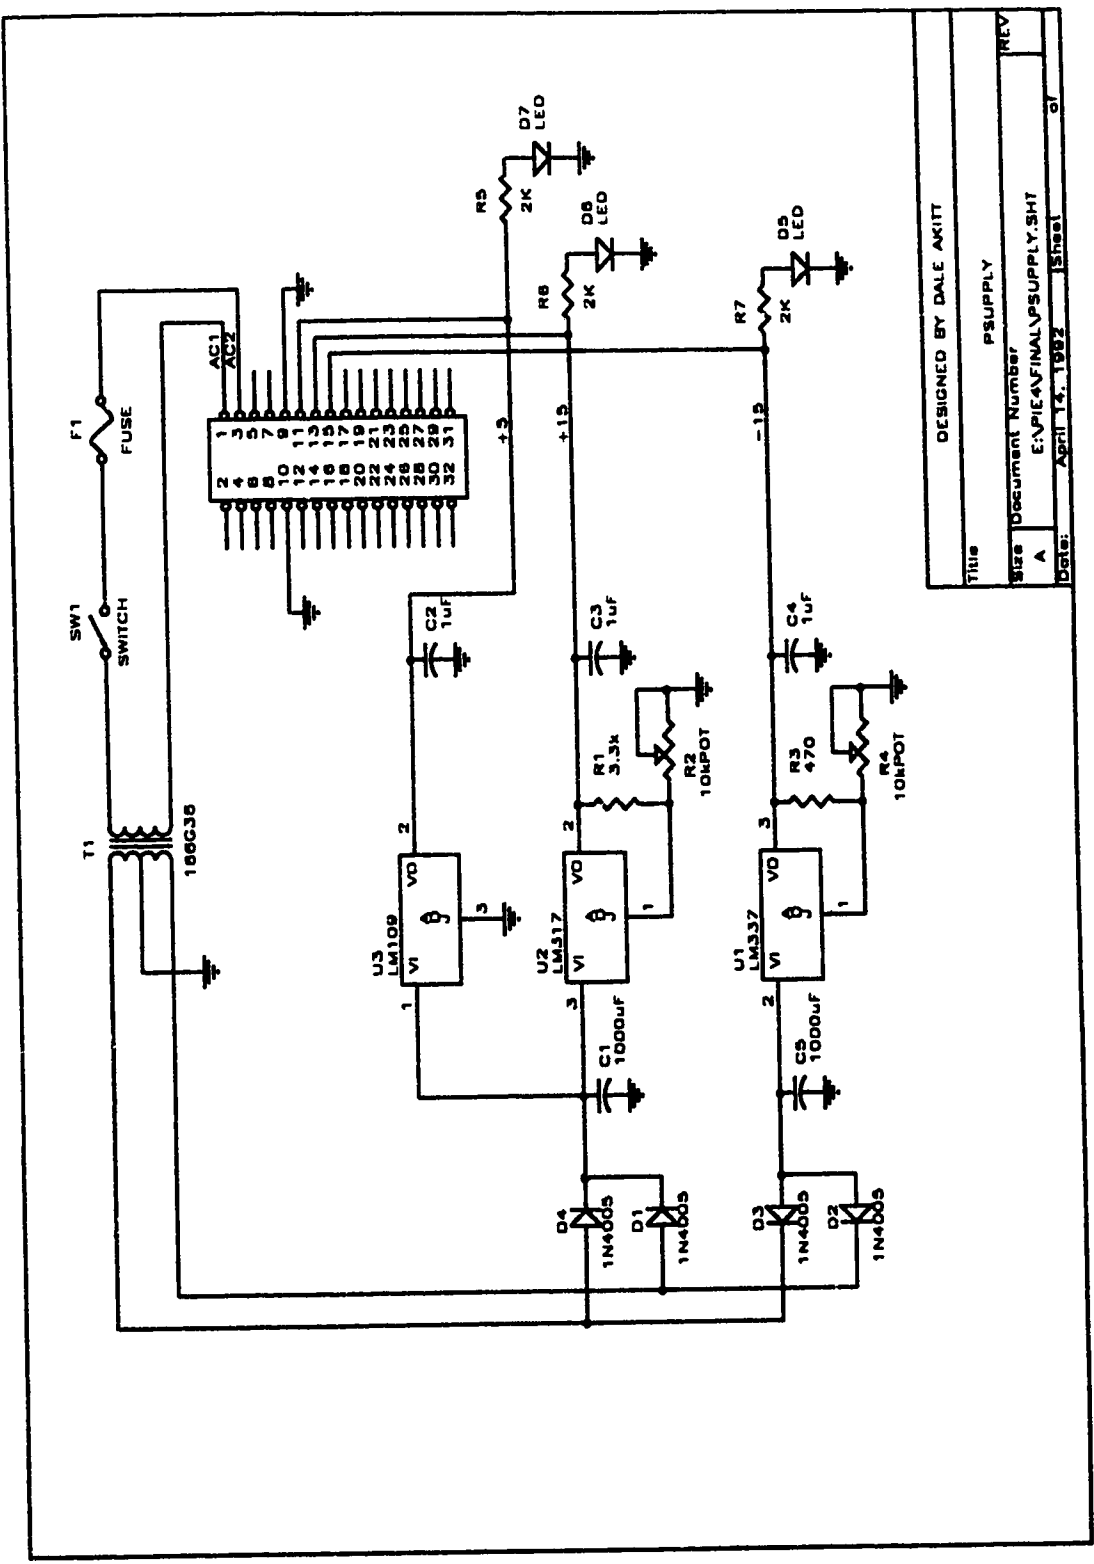 T1
166G35
SW1
SWITCH
F1
FUSE
AC1
AC2
2 1
4 3
6 5
8 7
10 9
12 11
14 13
16 15
18 17
20 19
22 21
24 23
26 25
28 27
30 29
32 31
U3
LM109
1
VI
VO
2
3
C2
1uF
+5
R5
2K
D7
LED
D4
1N4005
D1
1N4005
C1
1000uF
U2
LM317
3
VI
VO
2
1
R1
3.3k
R2
10kPOT
C3
1uF
+15
R6
2K
D6
LED
D3
1N4005
D2
1N4005
C5
1000uF
U1
LM337
2
VI
VO
3
1
R3
470
R4
10kPOT
C4
1uF
-15
R7
2K
D5
LED
DESIGNED BY DALE AKITT
Title
PSUPPLY
Size Document Number REV
A E:\PIE4\FINAL\PSUPPLY.SHT
Date: April 14, 1992 Sheet of